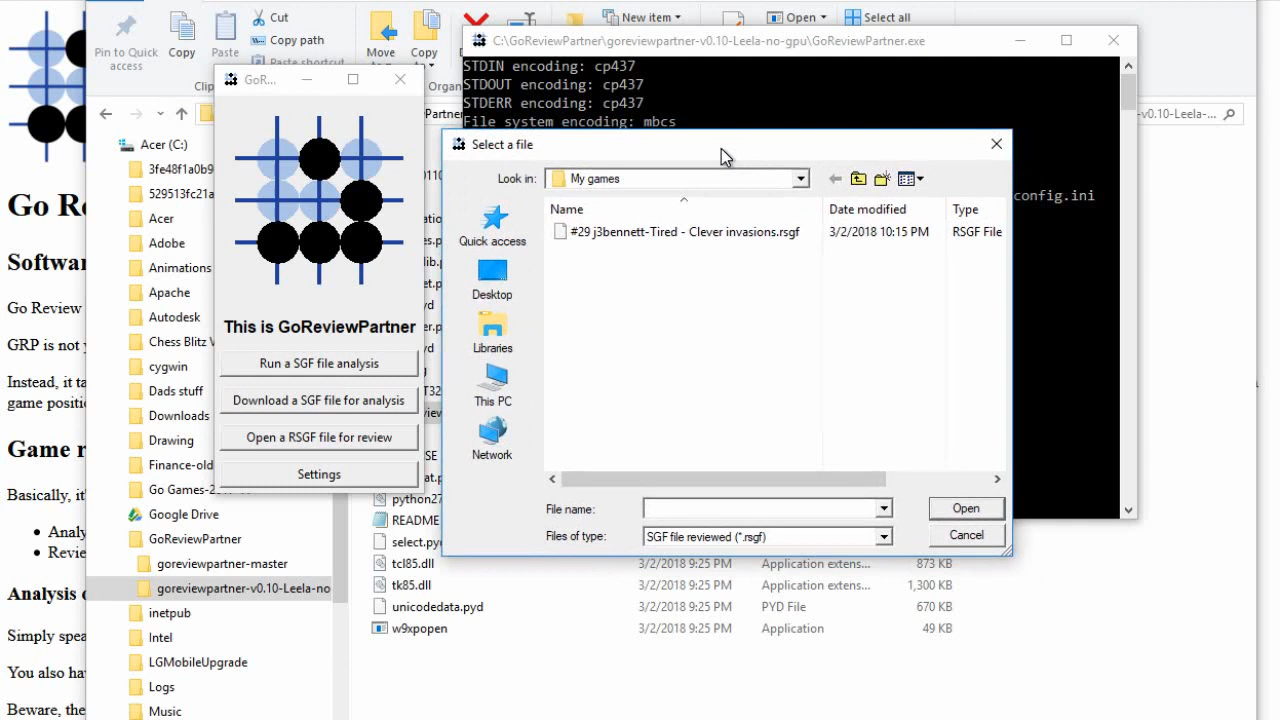 Cut
Copy path
Paste shortcut
Pin to Quick access
Copy
Paste
Move
Copy
New item
Open
Select all
C:\GoReviewPartner\goreviewpartner-v0.10-Leela-no-gpu\GoReviewPartner.exe
STDIN encoding: cp437
STDOUT encoding: cp437
STDERR encoding: cp437
File system encoding: mbcs
config.ini
GoR...
This is GoReviewPartner
Run a SGF file analysis
Download a SGF file for analysis
Open a RSGF file for review
Settings
Select a file
Look in:
My games
Name
Date modified
Type
#29 j3bennett-Tired - Clever invasions.rsgf
3/2/2018 10:15 PM
RSGF File
Quick access
Desktop
Libraries
This PC
Network
File name:
Open
Files of type:
SGF file reviewed (*.rsgf)
Cancel
-v0.10-Leela-...
Acer (C:)
3fe48f1a0b9
529513fc21a
Acer
Adobe
Animations
Apache
Autodesk
Chess Blitz
cygwin
Dads stuff
Downloads
Drawing
Finance-old
Go Games-
Google Drive
GoReviewPartner
goreviewpartner-master
goreviewpartner-v0.10-Leela-no
inetpub
Intel
LGMobileUpgrade
Logs
Music
python27
README
select.py
tcl85.dll 3/2/2018 9:25 PM Application extens... 873 KB
tk85.dll 3/2/2018 9:25 PM Application extens... 1,300 KB
unicodedata.pyd 3/2/2018 9:25 PM PYD File 670 KB
w9xpopen 3/2/2018 9:25 PM Application 49 KB
Go Re
Softwar
Go Review
GRP is not y
Instead, it ta
game positio
Game r
Basically, it'
Analy
Revie
Analysis o
Simply spea
You also hav
Beware, the